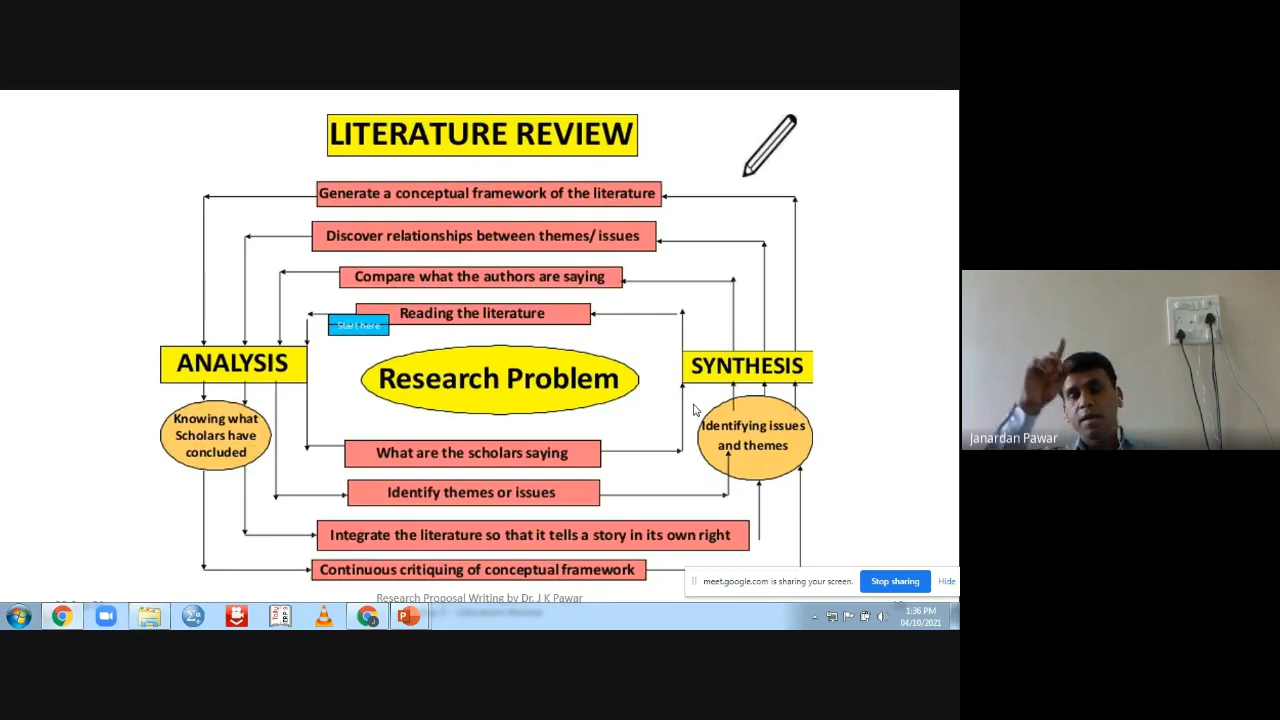 LITERATURE REVIEW
Generate a conceptual framework of the literature
Discover relationships between themes/ issues
Compare what the authors are saying
Reading the literature
Start here
ANALYSIS
Research Problem
SYNTHESIS
Knowing what
Scholars have
concluded
Identifying issues
and themes
What are the scholars saying
Identify themes or issues
Integrate the literature so that it tells a story in its own right
Continuous critiquing of conceptual framework
Research Proposal Writing by Dr. J K Pawar
Janardan Pawar
meet.google.com is sharing your screen.
Stop sharing
Hide
1:36 PM
04/10/2021